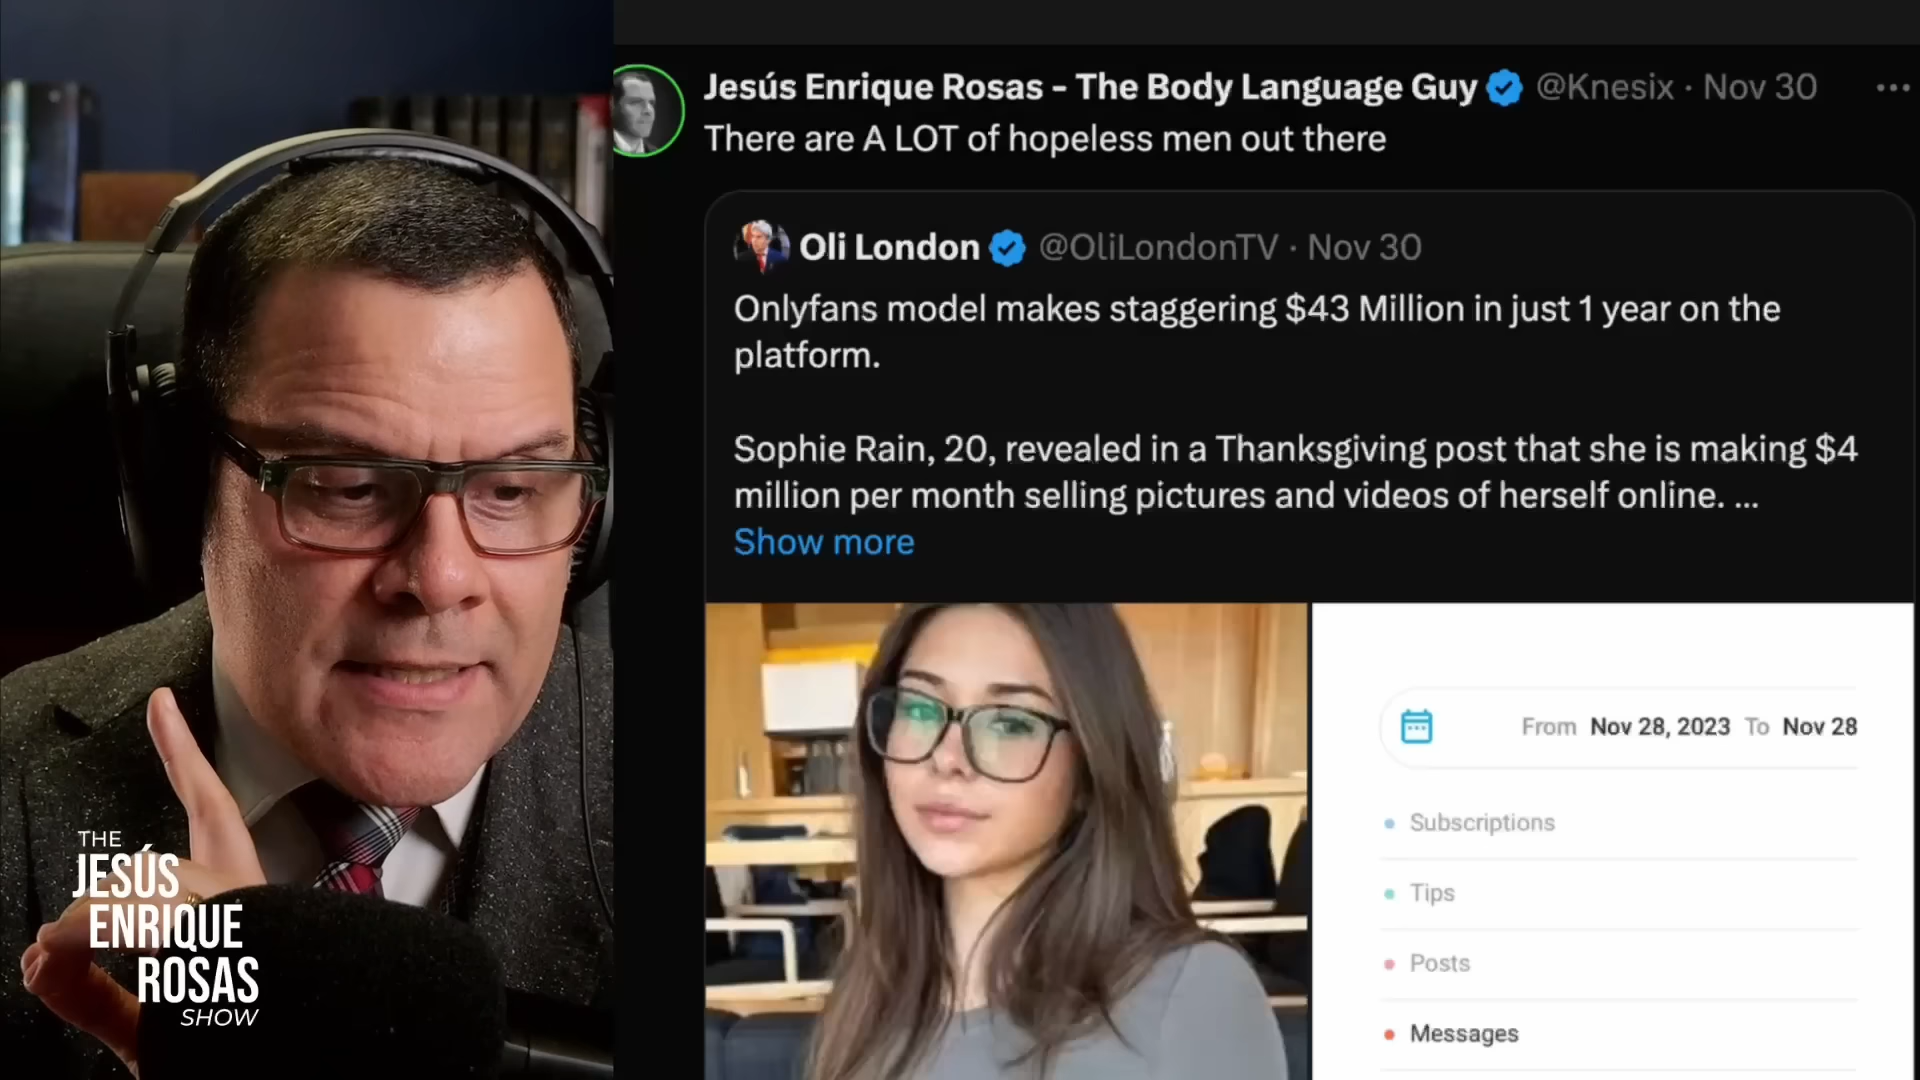 Jesús Enrique Rosas - The Body Language Guy @Knesix · Nov 30 ...
There are A LOT of hopeless men out there
Oli London @OliLondonTV · Nov 30
Onlyfans model makes staggering $43 Million in just 1 year on the
platform.
Sophie Rain, 20, revealed in a Thanksgiving post that she is making $4
million per month selling pictures and videos of herself online. ...
Show more
From Nov 28, 2023 To Nov 28
Subscriptions
Tips
Posts
Messages
THE
JESÚS
ENRIQUE
ROSAS
SHOW